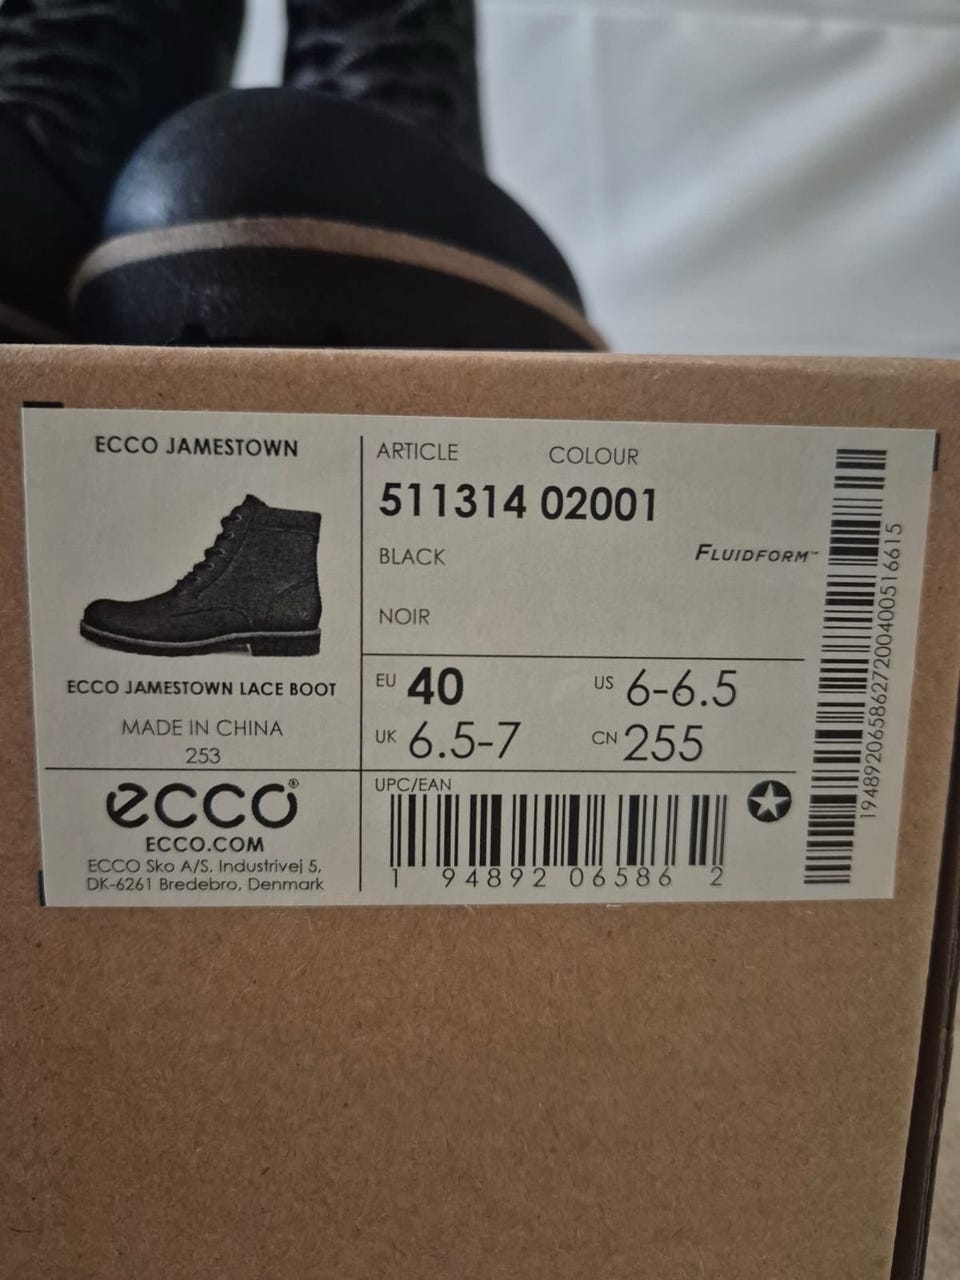 ECCO JAMESTOWN
ECCO JAMESTOWN LACE BOOT
MADE IN CHINA
253
ecco®
ECCO.COM
ECCO Sko A/S, Industrivej 5,
DK-6261 Bredebro, Denmark
ARTICLE COLOUR
511314 02001
BLACK
FLUIDFORM™
NOIR
EU 40 US 6-6.5
UK 6.5-7 CN 255
UPC/EAN
1 94892 06586 2
1948920658627200400516615